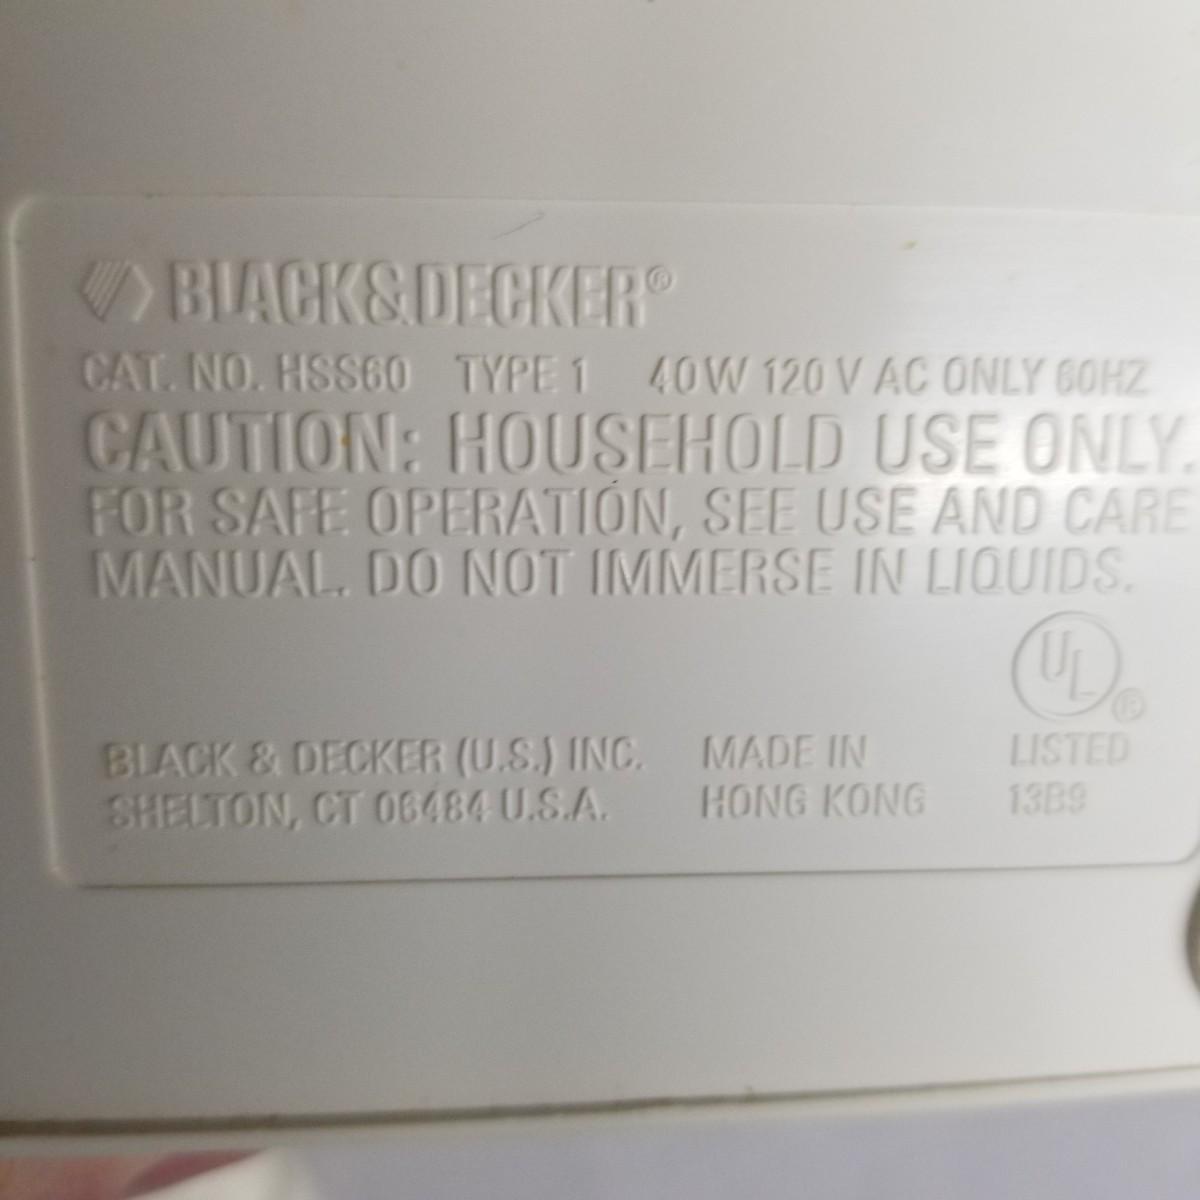 BLACK&DECKER®
CAT. NO. HSS60 TYPE 1 40W 120 V AC ONLY 60HZ
CAUTION: HOUSEHOLD USE ONLY.
FOR SAFE OPERATION, SEE USE AND CARE
MANUAL. DO NOT IMMERSE IN LIQUIDS.
UL®
BLACK & DECKER (U.S.) INC. MADE IN LISTED
SHELTON, CT 06484 U.S.A. HONG KONG 13B9